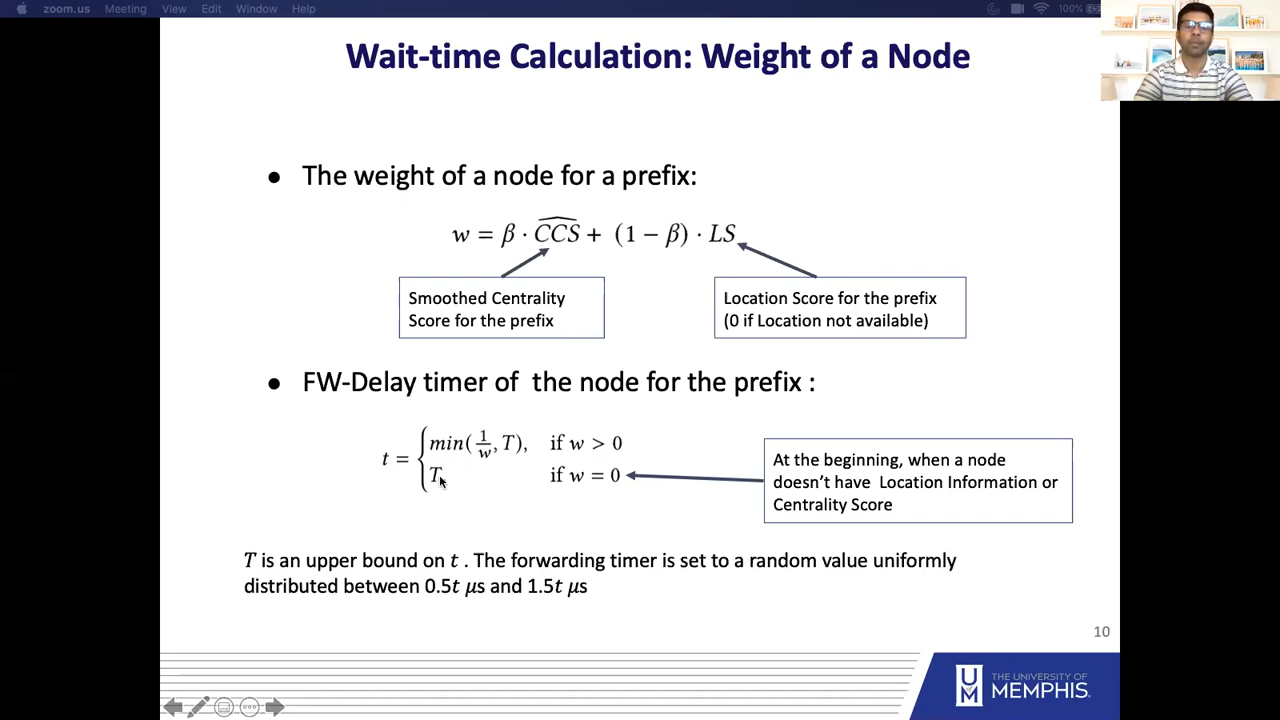 zoom.us Meeting View Edit Window Help 100%
Wait-time Calculation: Weight of a Node
● The weight of a node for a prefix:
w = β · \widehat{CCS} + (1 − β) · LS
Smoothed Centrality
Score for the prefix
Location Score for the prefix
(0 if Location not available)
● FW-Delay timer of the node for the prefix :
t = { min( 1/w , T), if w > 0
T, if w = 0
At the beginning, when a node
doesn’t have Location Information or
Centrality Score
T is an upper bound on t . The forwarding timer is set to a random value uniformly
distributed between 0.5t μs and 1.5t μs
10
UM
THE UNIVERSITY OF
MEMPHIS.